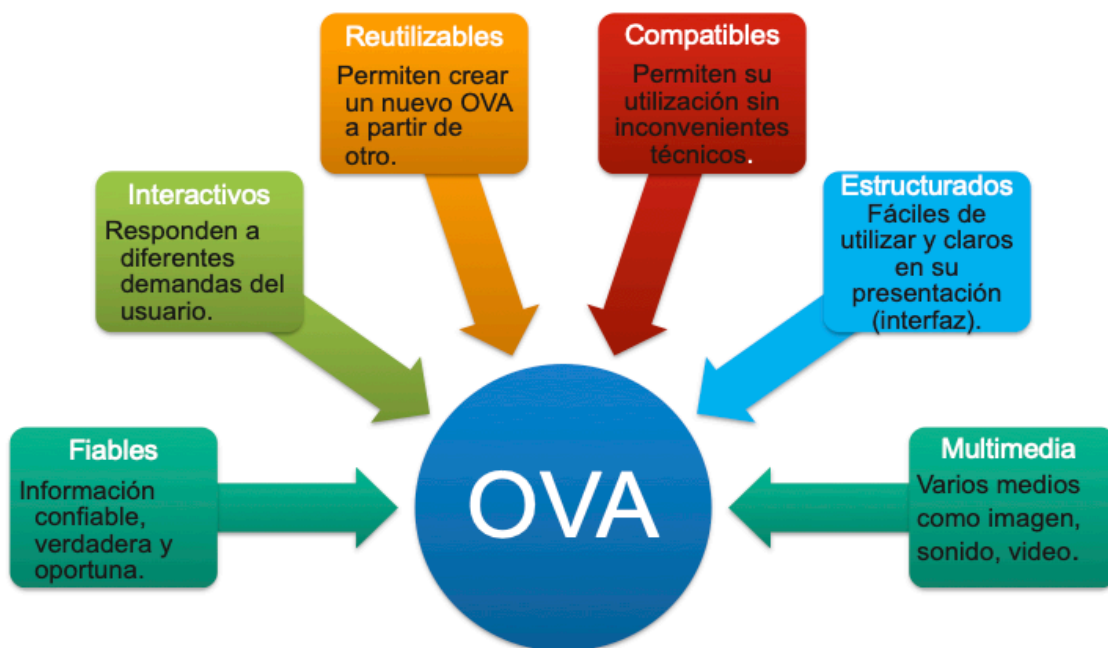 Reutilizables
Permiten crear
un nuevo OVA
a partir de
otro.
Compatibles
Permiten su
utilización sin
inconvenientes
técnicos.
Interactivos
Responden a
diferentes
demandas del
usuario.
Estructurados
Fáciles de
utilizar y claros
en su
presentación
(interfaz).
Fiables
Información
confiable,
verdadera y
oportuna.
OVA
Multimedia
Varios medios
como imagen,
sonido, video.